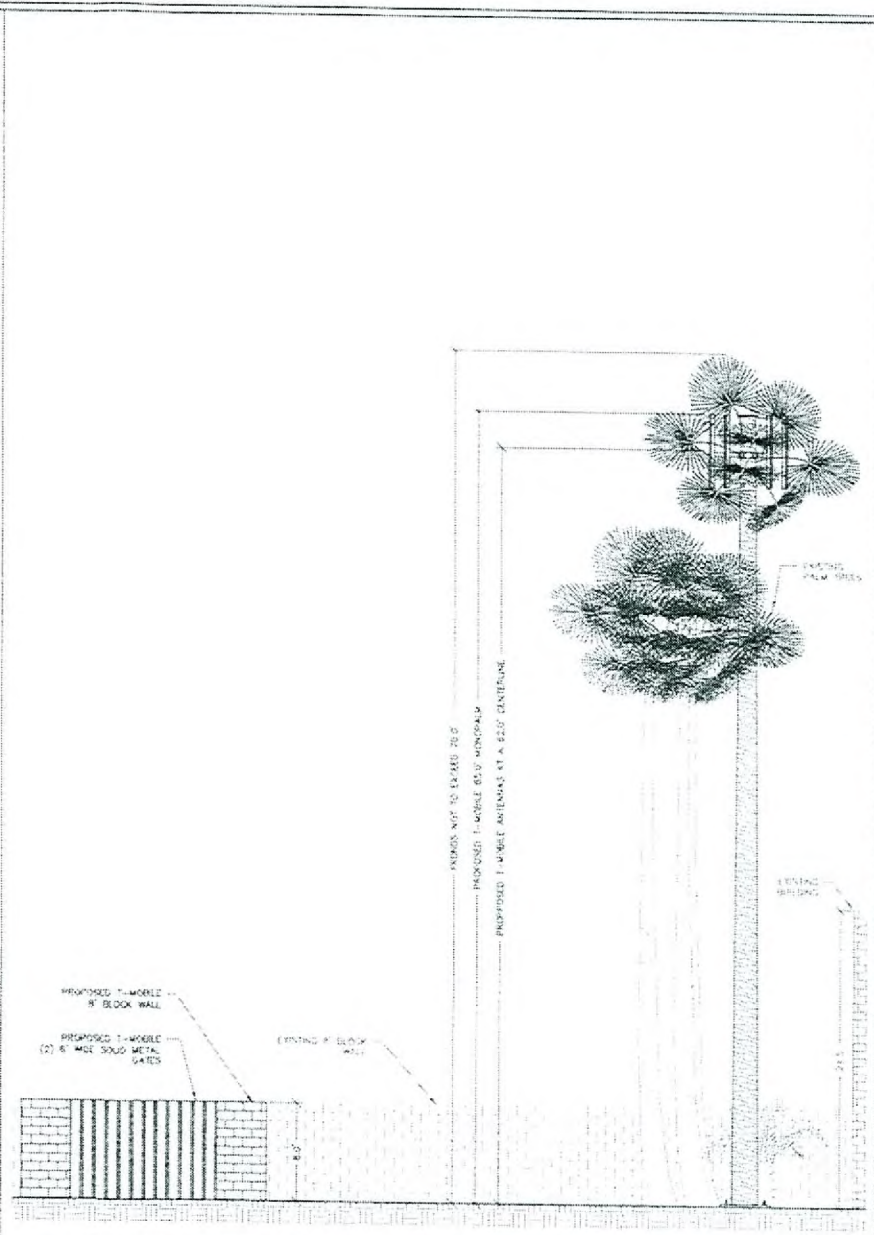 FRONDS NOT TO EXCEED 70.0'
PROPOSED T-MOBILE 65.0' MONOPALM
PROPOSED T-MOBILE ANTENNAS AT A 62.0' CENTERLINE
EXISTING
PALM TREES
EXISTING
BUILDING
PROPOSED T-MOBILE
8' BLOCK WALL
PROPOSED T-MOBILE
(2) 6' WIDE SOLID METAL
GATES
EXISTING 8' BLOCK
WALL
8.0'